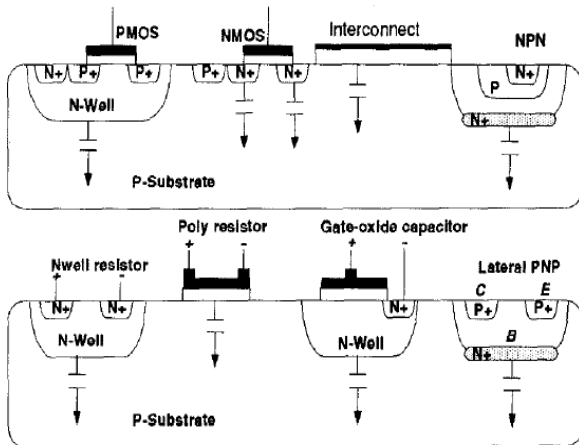 PMOS
NMOS
Interconnect
NPN
N+ P+ P+ P+ N+ N+ N+
N-Well
P
N+
P-Substrate
Poly resistor
Gate-oxide capacitor
+ - + -
Nwell resistor
Lateral PNP
+ - C E
N+ N+ N+ P+ P+
N-Well N-Well B
N+
P-Substrate